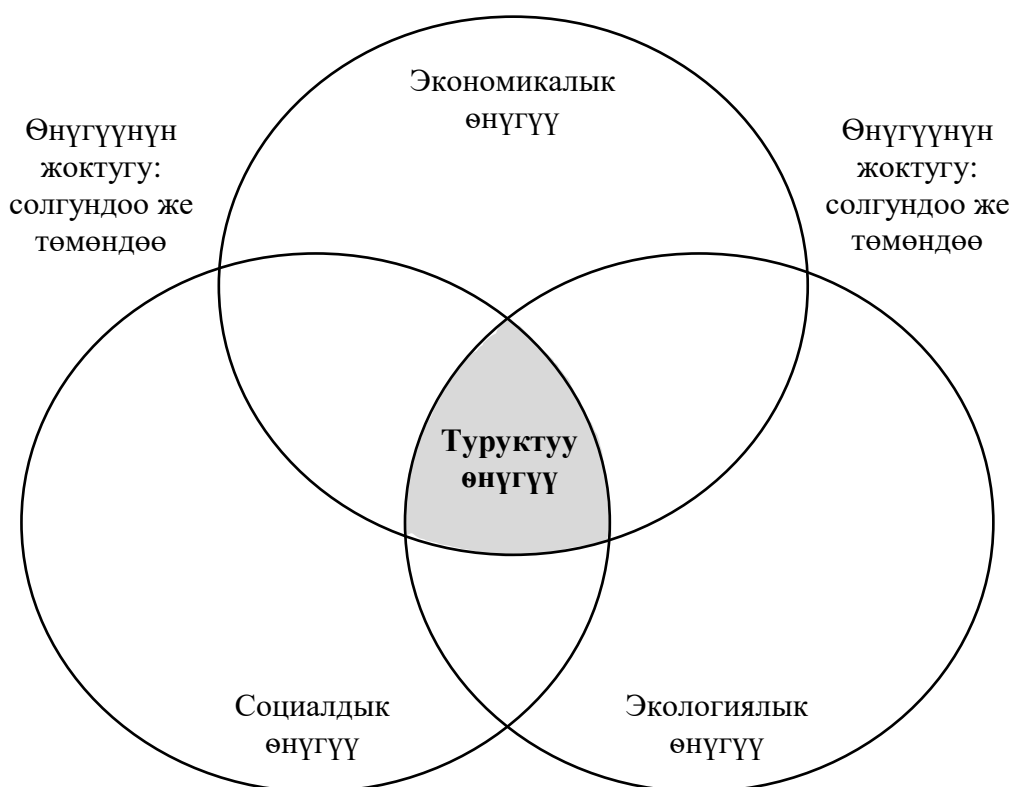 Экономикалык
өнүгүү
Өнүгүүнүн
жоктугу:
солгундоо же
төмөндөө
Өнүгүүнүн
жоктугу:
солгундоо же
төмөндөө
Туруктуу
өнүгүү
Социалдык
өнүгүү
Экологиялык
өнүгүү